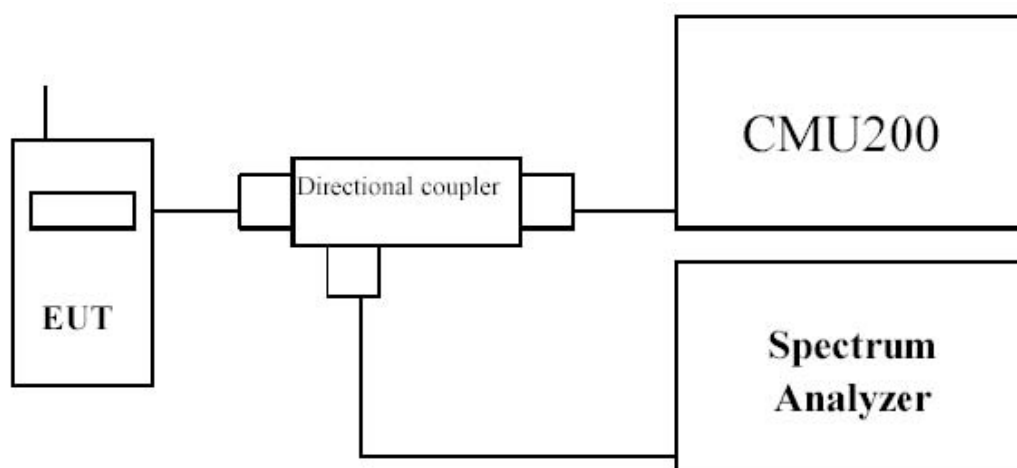 CMU200
Directional coupler
EUT
Spectrum
Analyzer